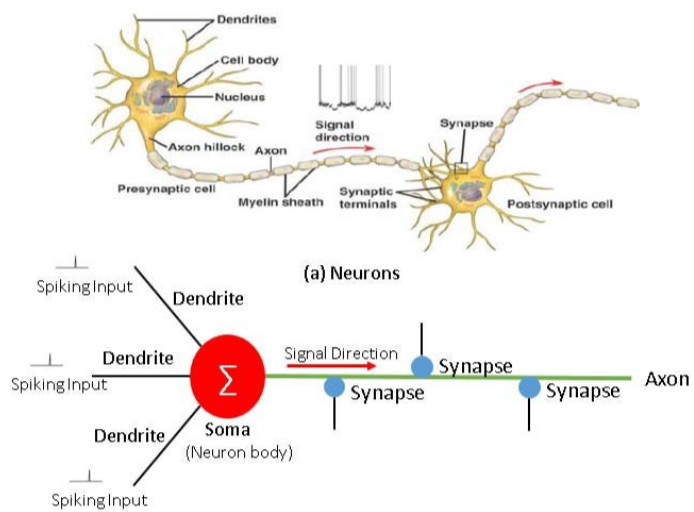 Dendrites
Cell body
Nucleus
Axon hillock
Axon
Signal
direction
Synapse
Presynaptic cell
Myelin sheath
Synaptic
terminals
Postsynaptic cell
(a) Neurons
Spiking Input
Dendrite
Spiking Input
Dendrite
Σ
Signal Direction
Synapse
Synapse
Synapse
Axon
Dendrite
Soma
(Neuron body)
Spiking Input